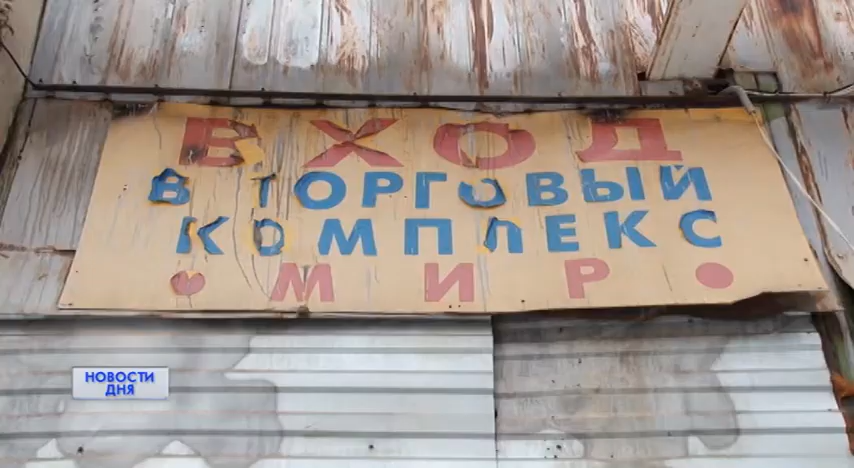 ВХОД
В ТОРГОВЫЙ
КОМПЛЕКС
• МИР •
НОВОСТИ
ДНЯ